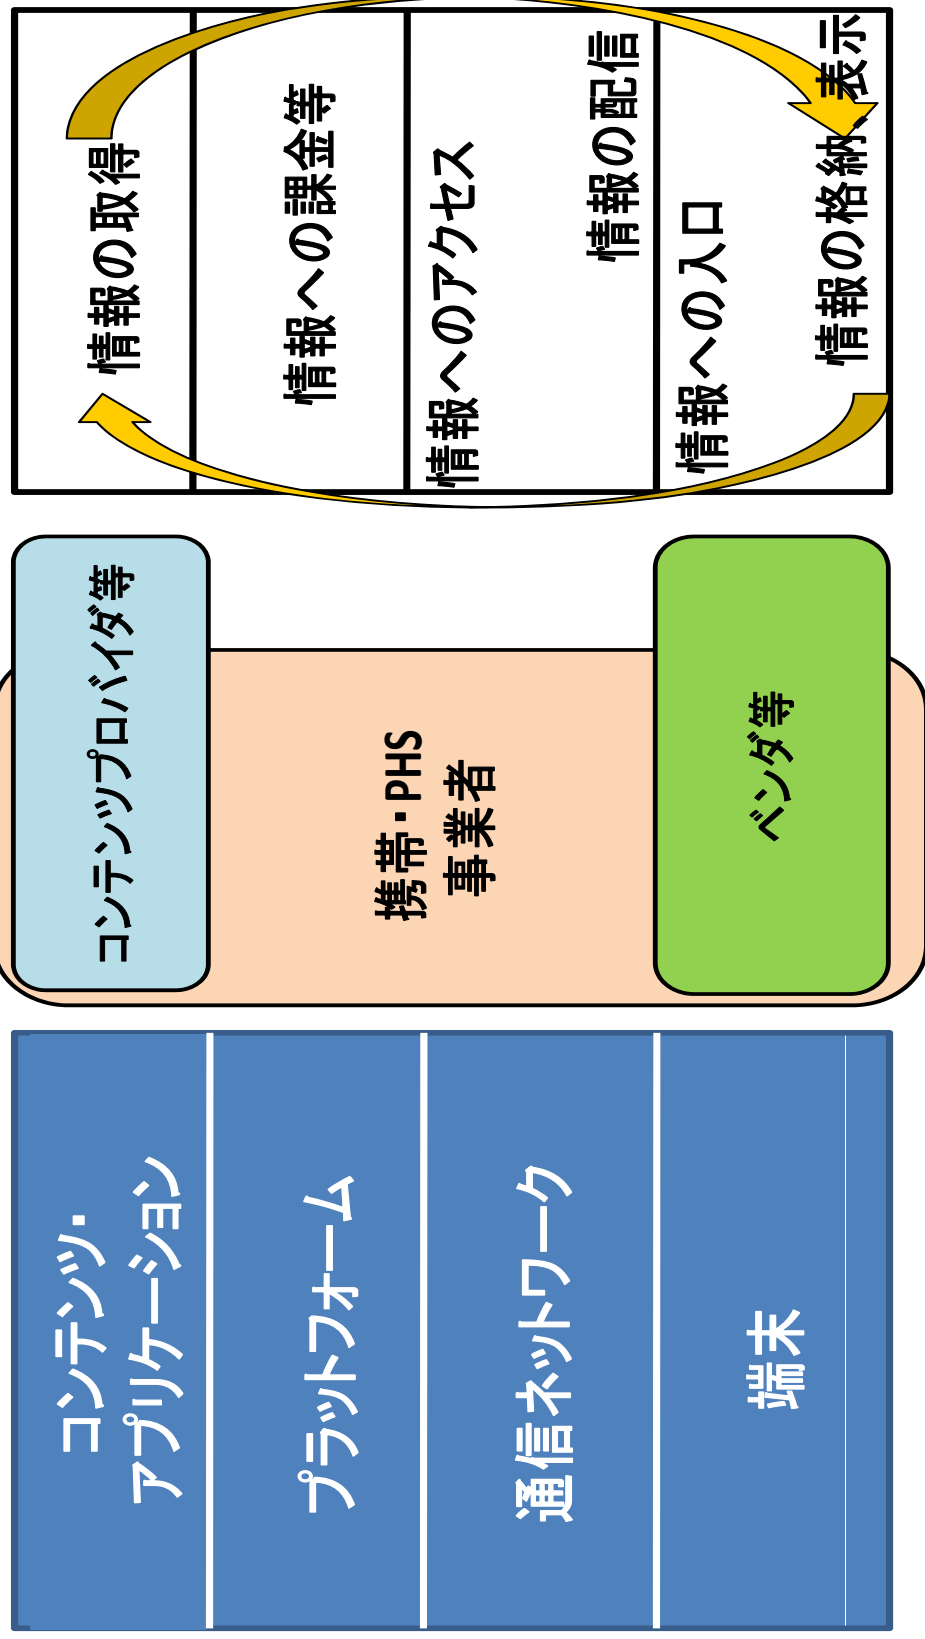 コンテンツ・
アプリケーション
プラットフォーム
通信ネットワーク
端末
コンテンツプロバイダ等
携帯・PHS
事業者
ベンダ等
情報の取得
情報への課金等
情報へのアクセス
情報の配信
情報への入口
情報の格納、表示